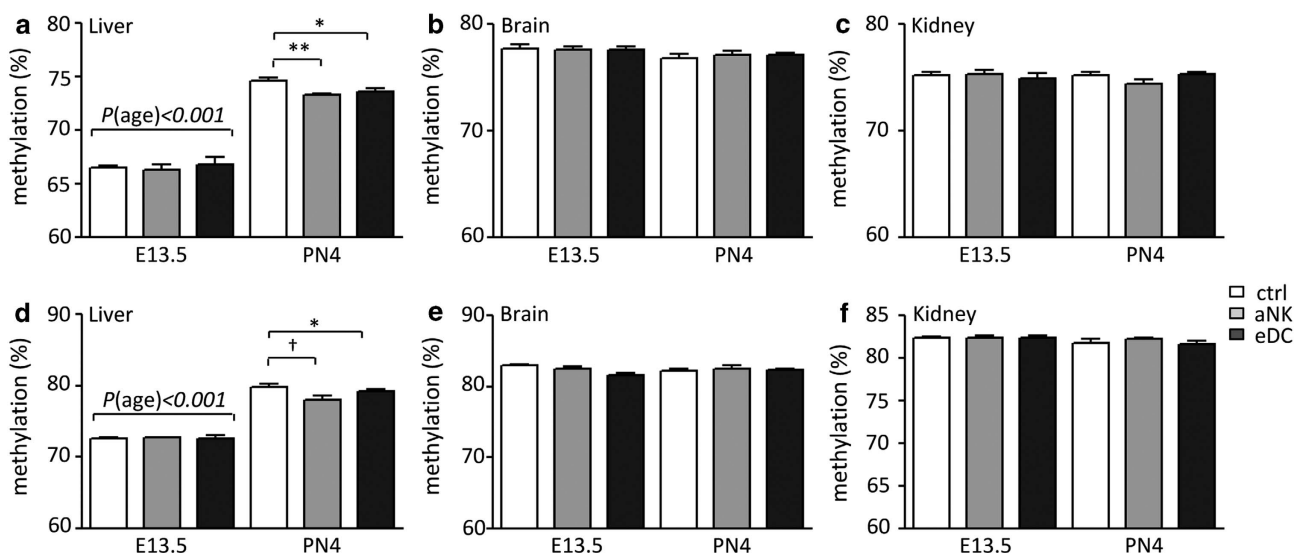 a Liver
methylation (%)
80
75
70
65
60
P(age)<0.001
**
*
E13.5 PN4
b Brain
methylation (%)
80
70
60
E13.5 PN4
c Kidney
methylation (%)
80
70
60
E13.5 PN4
d Liver
methylation (%)
90
80
70
60
P(age)<0.001
†
*
E13.5 PN4
e Brain
methylation (%)
90
80
70
60
E13.5 PN4
f Kidney
methylation (%)
85
80
75
70
65
60
E13.5 PN4
ctrl
aNK
eDC